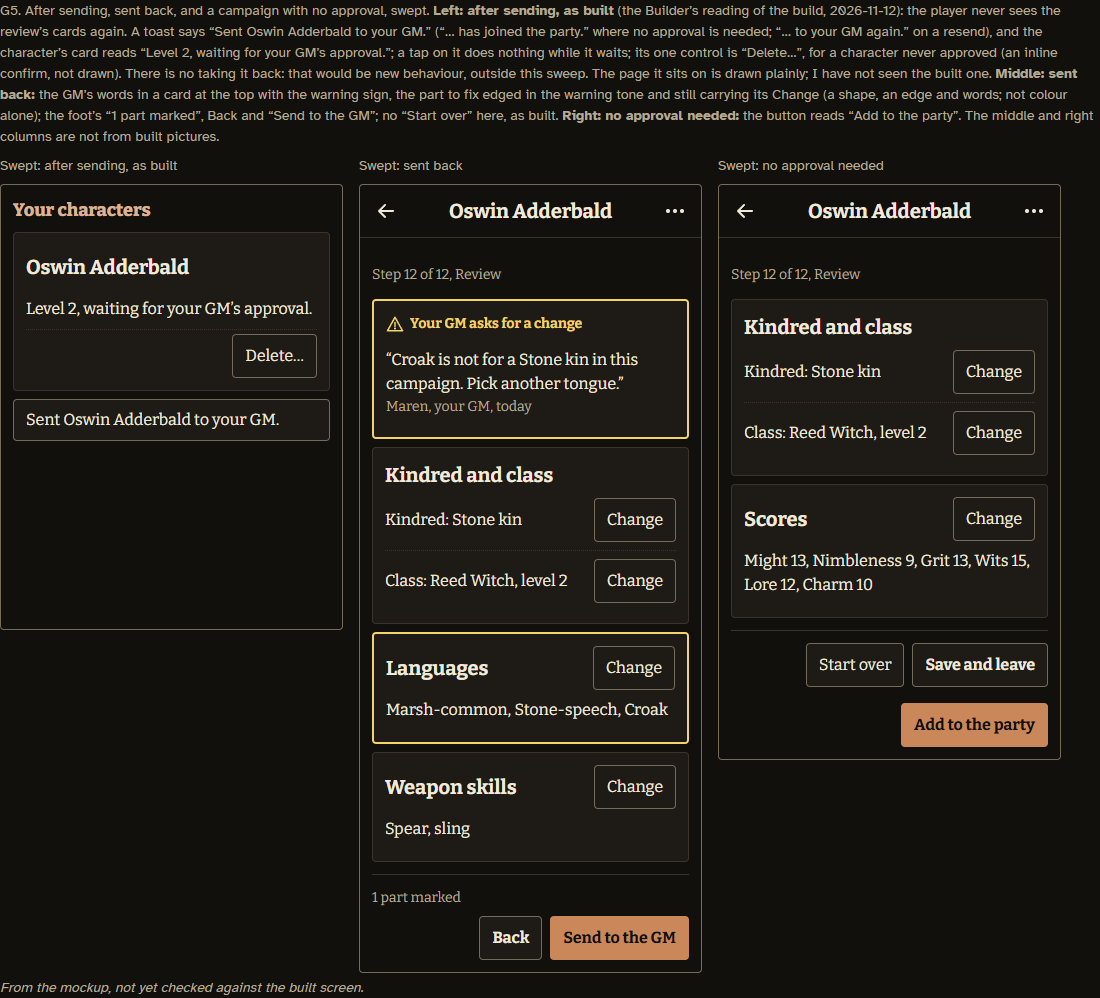 G5. After sending, sent back, and a campaign with no approval, swept. Left: after sending, as built (the Builder's reading of the build, 2026-11-12): the player never sees the
review's cards again. A toast says “Sent Oswin Adderbald to your GM.” (“... has joined the party.” where no approval is needed; “... to your GM again.” on a resend), and the
character's card reads “Level 2, waiting for your GM's approval.”; a tap on it does nothing while it waits; its one control is “Delete...”, for a character never approved (an inline
confirm, not drawn). There is no taking it back: that would be new behaviour, outside this sweep. The page it sits on is drawn plainly; I have not seen the built one. Middle: sent
back: the GM's words in a card at the top with the warning sign, the part to fix edged in the warning tone and still carrying its Change (a shape, an edge and words; not colour
alone); the foot's “1 part marked”, Back and “Send to the GM”; no “Start over” here, as built. Right: no approval needed: the button reads “Add to the party”. The middle and right
columns are not from built pictures.
Swept: after sending, as built
Your characters
Oswin Adderbald
Level 2, waiting for your GM's approval.
Delete...
Sent Oswin Adderbald to your GM.
Swept: sent back
Oswin Adderbald
Step 12 of 12, Review
Your GM asks for a change
“Croak is not for a Stone kin in this
campaign. Pick another tongue.”
Maren, your GM, today
Kindred and class
Kindred: Stone kin
Change
Class: Reed Witch, level 2
Change
Languages
Change
Marsh-common, Stone-speech, Croak
Weapon skills
Change
Spear, sling
1 part marked
Back
Send to the GM
Swept: no approval needed
Oswin Adderbald
Step 12 of 12, Review
Kindred and class
Kindred: Stone kin
Change
Class: Reed Witch, level 2
Change
Scores
Change
Might 13, Nimbleness 9, Grit 13, Wits 15,
Lore 12, Charm 10
Start over
Save and leave
Add to the party
From the mockup, not yet checked against the built screen.